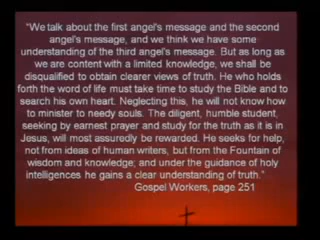 "We talk about the first angel's message and the second
angel's message, and we think we have some
understanding of the third angel's message. But as long as
we are content with a limited knowledge, we shall be
disqualified to obtain clearer views of truth. He who holds
forth the word of life must take time to study the Bible and to
search his own heart. Neglecting this, he will not know how
to minister to needy souls. The diligent, humble student,
seeking by earnest prayer and study for the truth as it is in
Jesus, will most assuredly be rewarded. He seeks for help,
not from ideas of human writers, but from the Fountain of
wisdom and knowledge; and under the guidance of holy
intelligences he gains a clear understanding of truth."
Gospel Workers, page 251